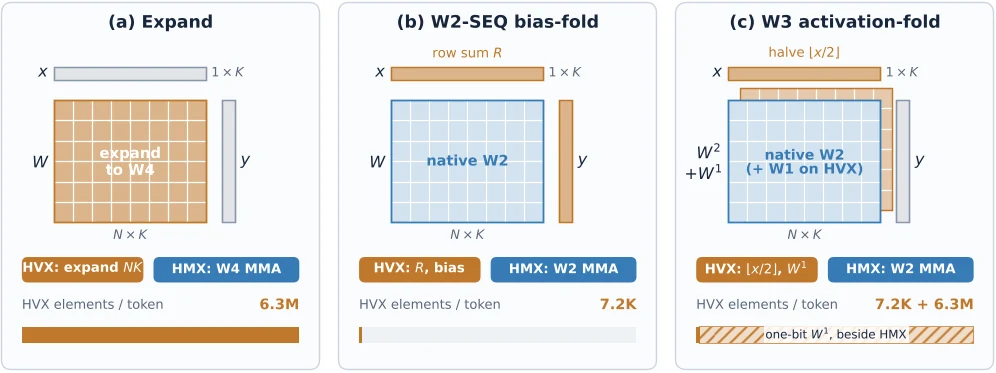 (a) Expand
x
1 × K
W
expand
to W4
y
N × K
HVX: expand NK
HMX: W4 MMA
HVX elements / token
6.3M
(b) W2-SEQ bias-fold
row sum R
x
1 × K
W
native W2
y
N × K
HVX: R, bias
HMX: W2 MMA
HVX elements / token
7.2K
(c) W3 activation-fold
halve ⌊x/2⌋
x
1 × K
W²
+W¹
native W2
(+ W1 on HVX)
y
N × K
HVX: ⌊x/2⌋, W¹
HMX: W2 MMA
HVX elements / token
7.2K + 6.3M
one-bit W¹, beside HMX